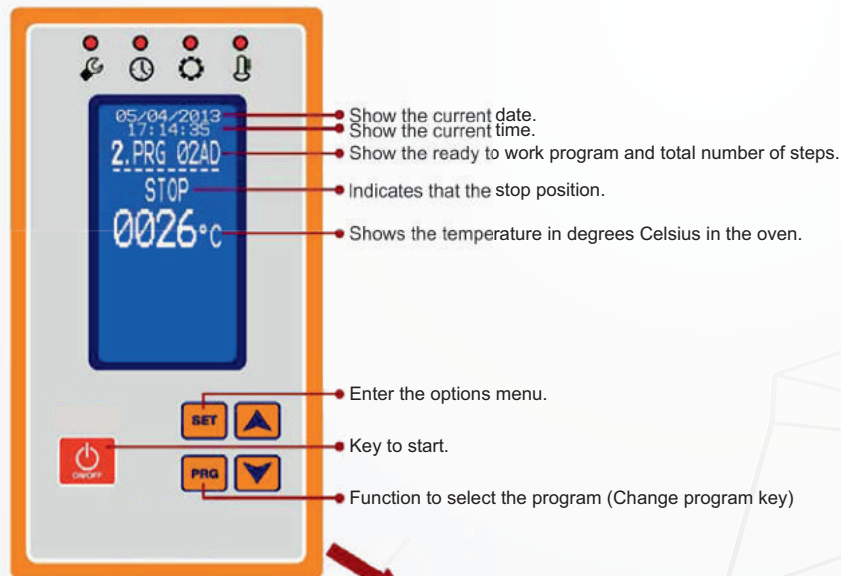 05/04/2013
17:14:35
2.PRG 02AD
STOP
0026°C
Show the current date.
Show the current time.
Show the ready to work program and total number of steps.
Indicates that the stop position.
Shows the temperature in degrees Celsius in the oven.
Enter the options menu.
SET
Key to start.
ON/OFF
PRG
Function to select the program (Change program key)